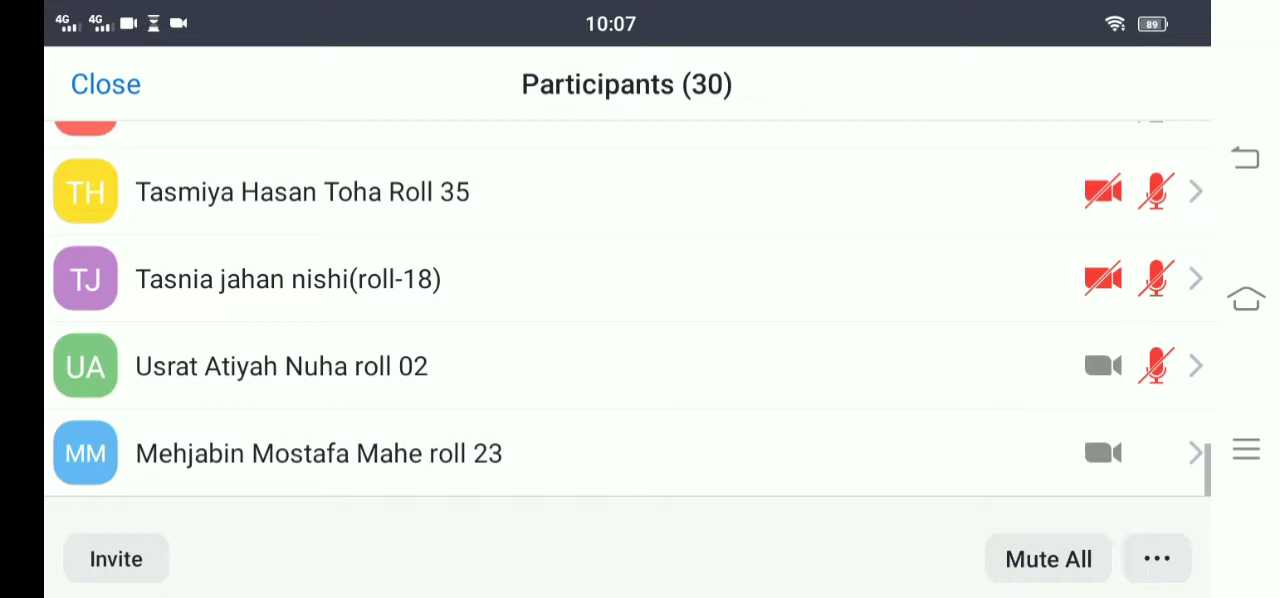 4G 4G 10:07 89
Close Participants (30)
TH Tasmiya Hasan Toha Roll 35
TJ Tasnia jahan nishi(roll-18)
UA Usrat Atiyah Nuha roll 02
MM Mehjabin Mostafa Mahe roll 23
Invite Mute All ...